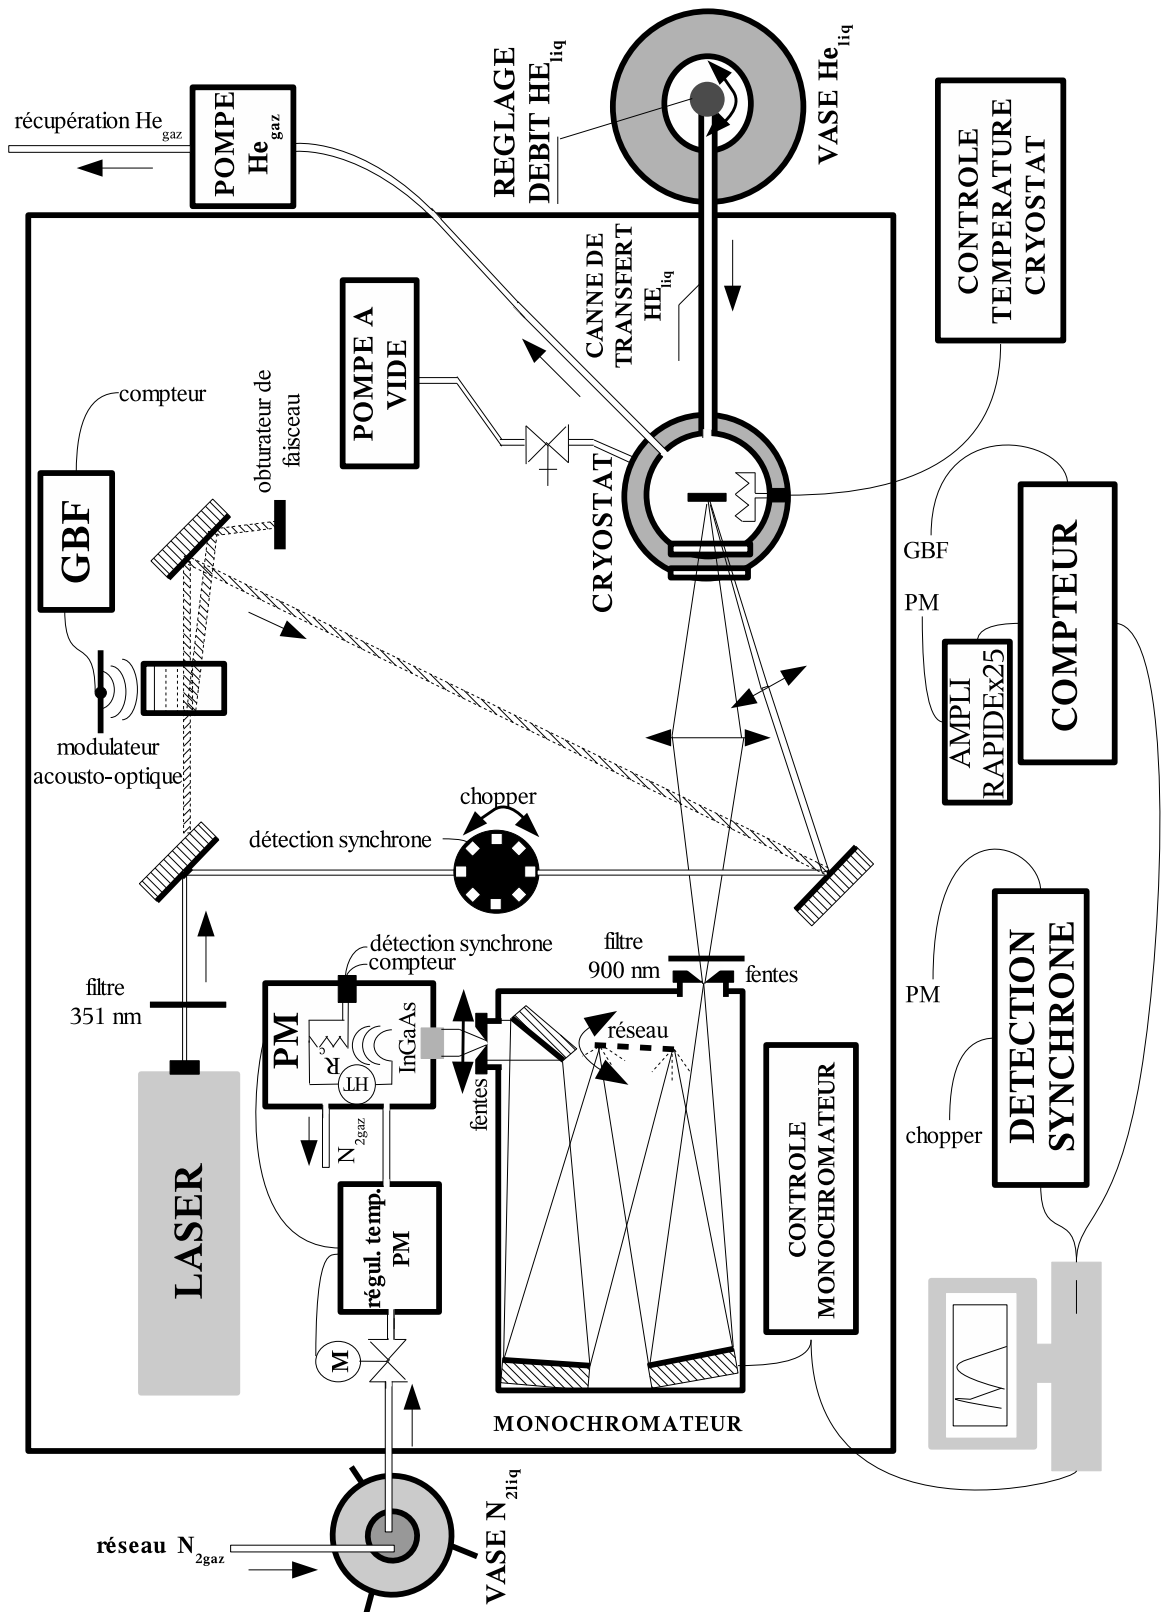 récupération He gaz
POMPE
He gaz
REGLAGE
DEBIT HE liq
VASE He liq
CONTROLE
TEMPERATURE
CRYOSTAT
CANNE DE
TRANSFERT
HE liq
POMPE A
VIDE
compteur
obturateur de
faisceau
GBF
CRYOSTAT
GBF
PM
COMPTEUR
AMPLI
RAPIDEx25
modulateur
acousto-optique
chopper
détection synchrone
détection synchrone
compteur
filtre
900 nm
fentes
filtre
351 nm
PM
R
HT
InGaAs
fentes
réseau
PM
DETECTION
SYNCHRONE
chopper
N 2gaz
LASER
régul. temp.
PM
CONTROLE
MONOCHROMATEUR
M
MONOCHROMATEUR
VASE N 2liq
réseau N 2gaz